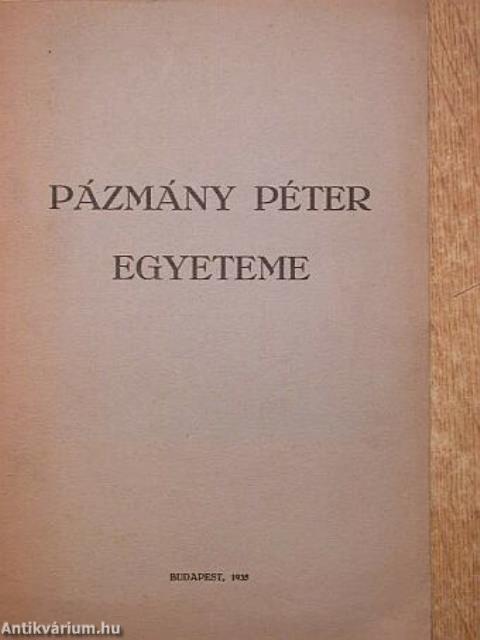 PÁZMÁNY PÉTER
EGYETEME
BUDAPEST, 1935
Antikvárium.hu